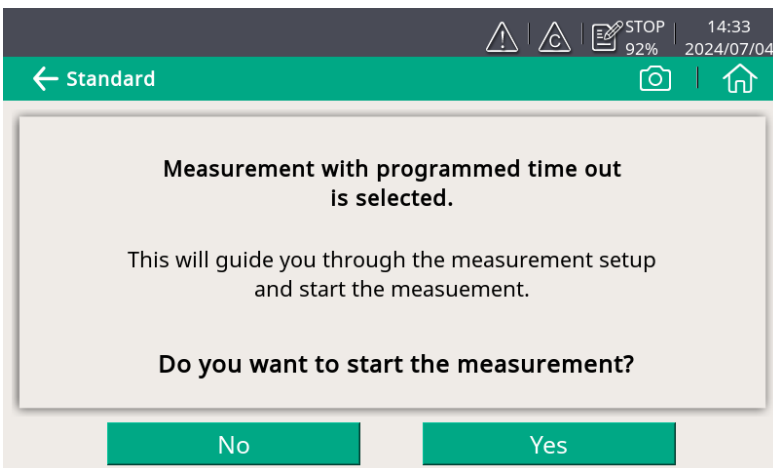 STOP 14:33
92% 2024/07/04
Standard
Measurement with programmed time out
is selected.
This will guide you through the measurement setup
and start the measuement.
Do you want to start the measurement?
No Yes